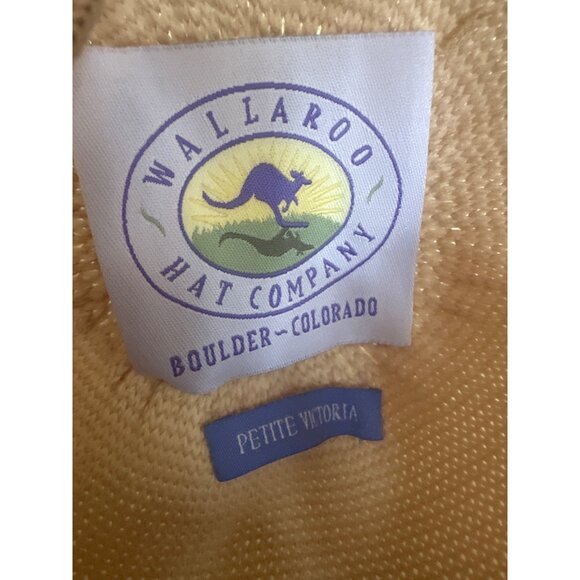 WALLAROO
HAT COMPANY
BOULDER~COLORADO
PETITE VICTORIA